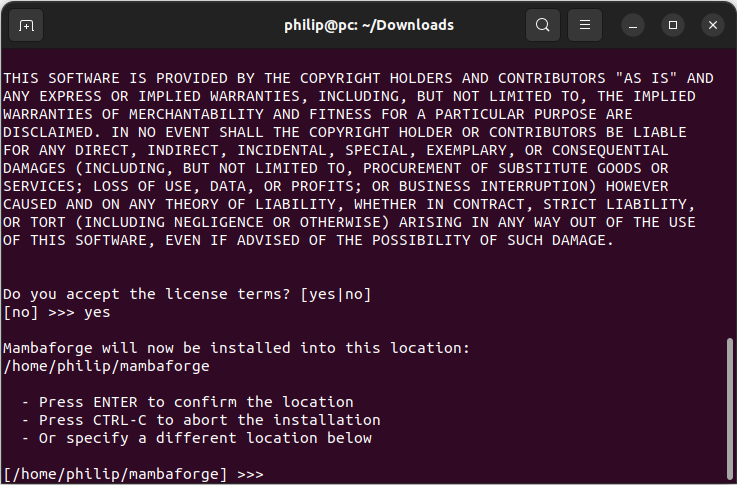 philip@pc: ~/Downloads
THIS SOFTWARE IS PROVIDED BY THE COPYRIGHT HOLDERS AND CONTRIBUTORS "AS IS" AND
ANY EXPRESS OR IMPLIED WARRANTIES, INCLUDING, BUT NOT LIMITED TO, THE IMPLIED
WARRANTIES OF MERCHANTABILITY AND FITNESS FOR A PARTICULAR PURPOSE ARE
DISCLAIMED. IN NO EVENT SHALL THE COPYRIGHT HOLDER OR CONTRIBUTORS BE LIABLE
FOR ANY DIRECT, INDIRECT, INCIDENTAL, SPECIAL, EXEMPLARY, OR CONSEQUENTIAL
DAMAGES (INCLUDING, BUT NOT LIMITED TO, PROCUREMENT OF SUBSTITUTE GOODS OR
SERVICES; LOSS OF USE, DATA, OR PROFITS; OR BUSINESS INTERRUPTION) HOWEVER
CAUSED AND ON ANY THEORY OF LIABILITY, WHETHER IN CONTRACT, STRICT LIABILITY,
OR TORT (INCLUDING NEGLIGENCE OR OTHERWISE) ARISING IN ANY WAY OUT OF THE USE
OF THIS SOFTWARE, EVEN IF ADVISED OF THE POSSIBILITY OF SUCH DAMAGE.
Do you accept the license terms? [yes|no]
[no] >>> yes
Mambaforge will now be installed into this location:
/home/philip/mambaforge
- Press ENTER to confirm the location
- Press CTRL-C to abort the installation
- Or specify a different location below
[/home/philip/mambaforge] >>>